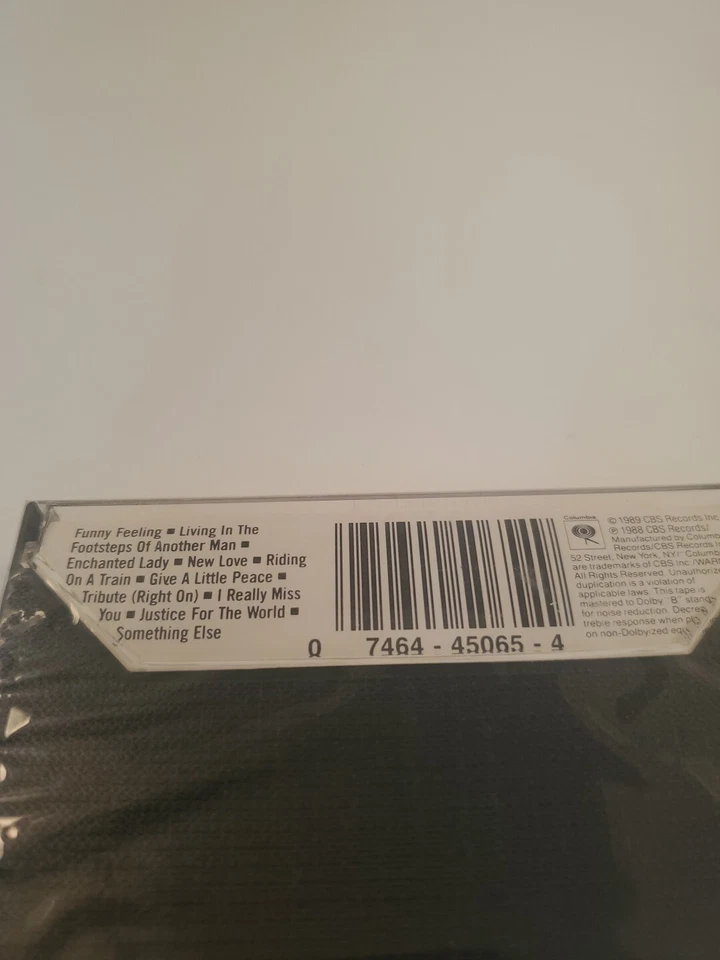 Funny Feeling ■ Living In The
Footsteps Of Another Man ■
Enchanted Lady ■ New Love ■ Riding
On A Train ■ Give A Little Peace ■
Tribute (Right On) ■ I Really Miss
You ■ Justice For The World ■
Something Else
0 7464 - 45065 - 4
Columbia
© 1989 CBS Records Inc.
℗ 1988 CBS Records/
Manufactured by
Records/CBS Records
52 Street, New York, NY/
are trademarks of CBS Inc./
All Rights Reserved.
duplication is a violation of
applicable laws. This tape is
mastered to Dolby "B"
for noise reduction.
treble response when
on non-Dolbyized